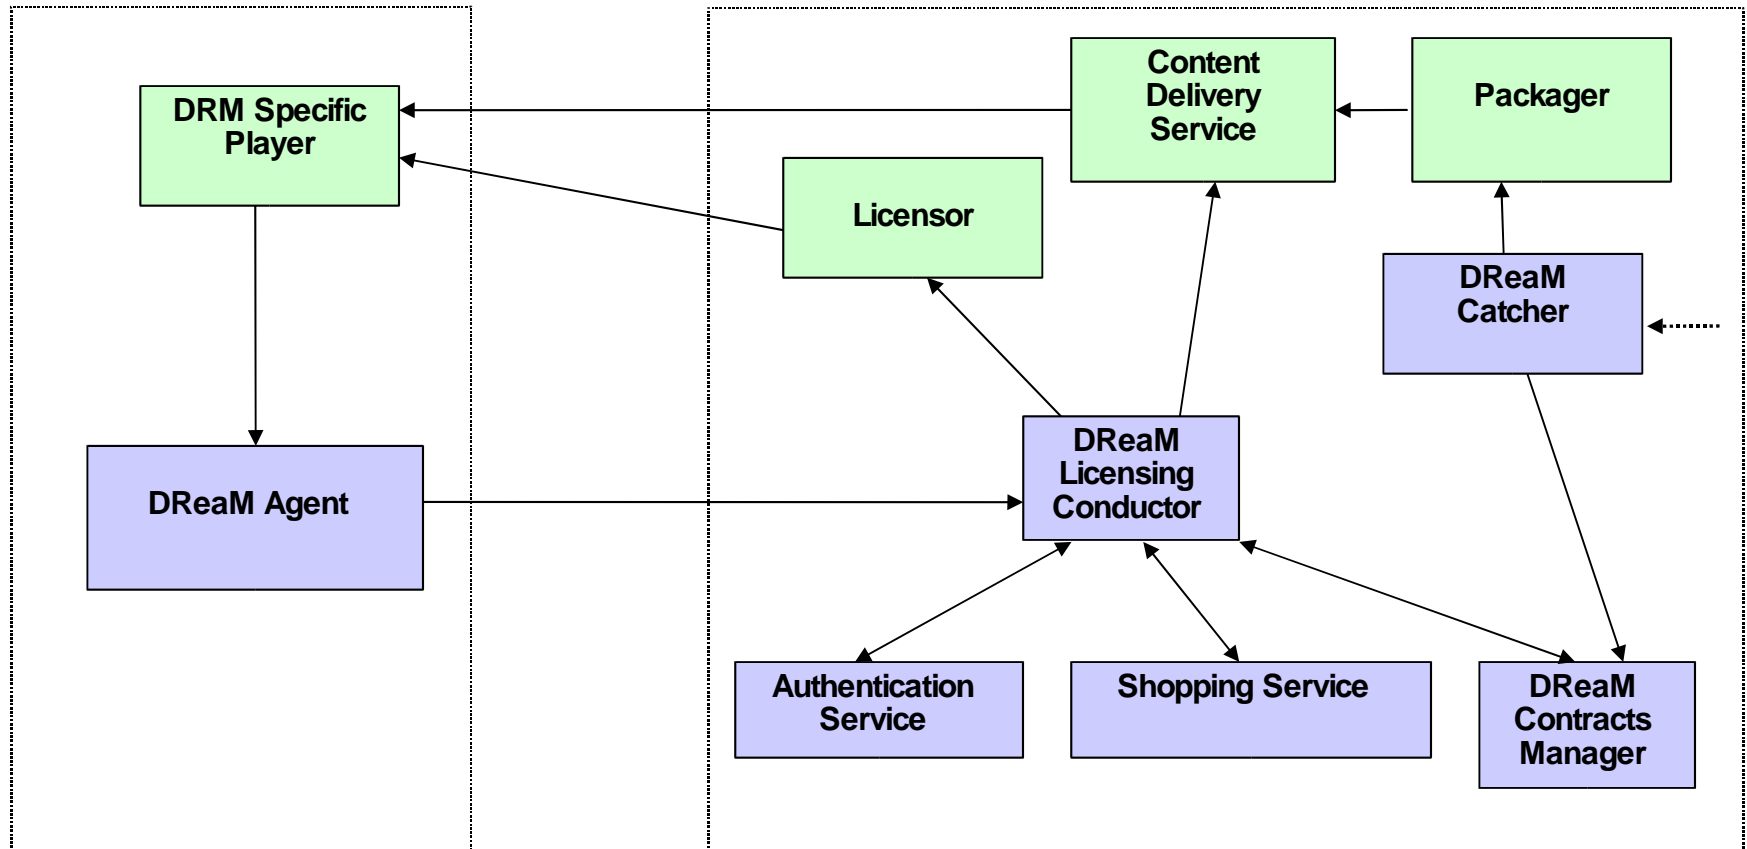 Content
Delivery
Service
Packager
DRM Specific
Player
Licensor
DReaM
Catcher
DReaM
Licensing
Conductor
DReaM Agent
Authentication
Service
Shopping Service
DReaM
Contracts
Manager